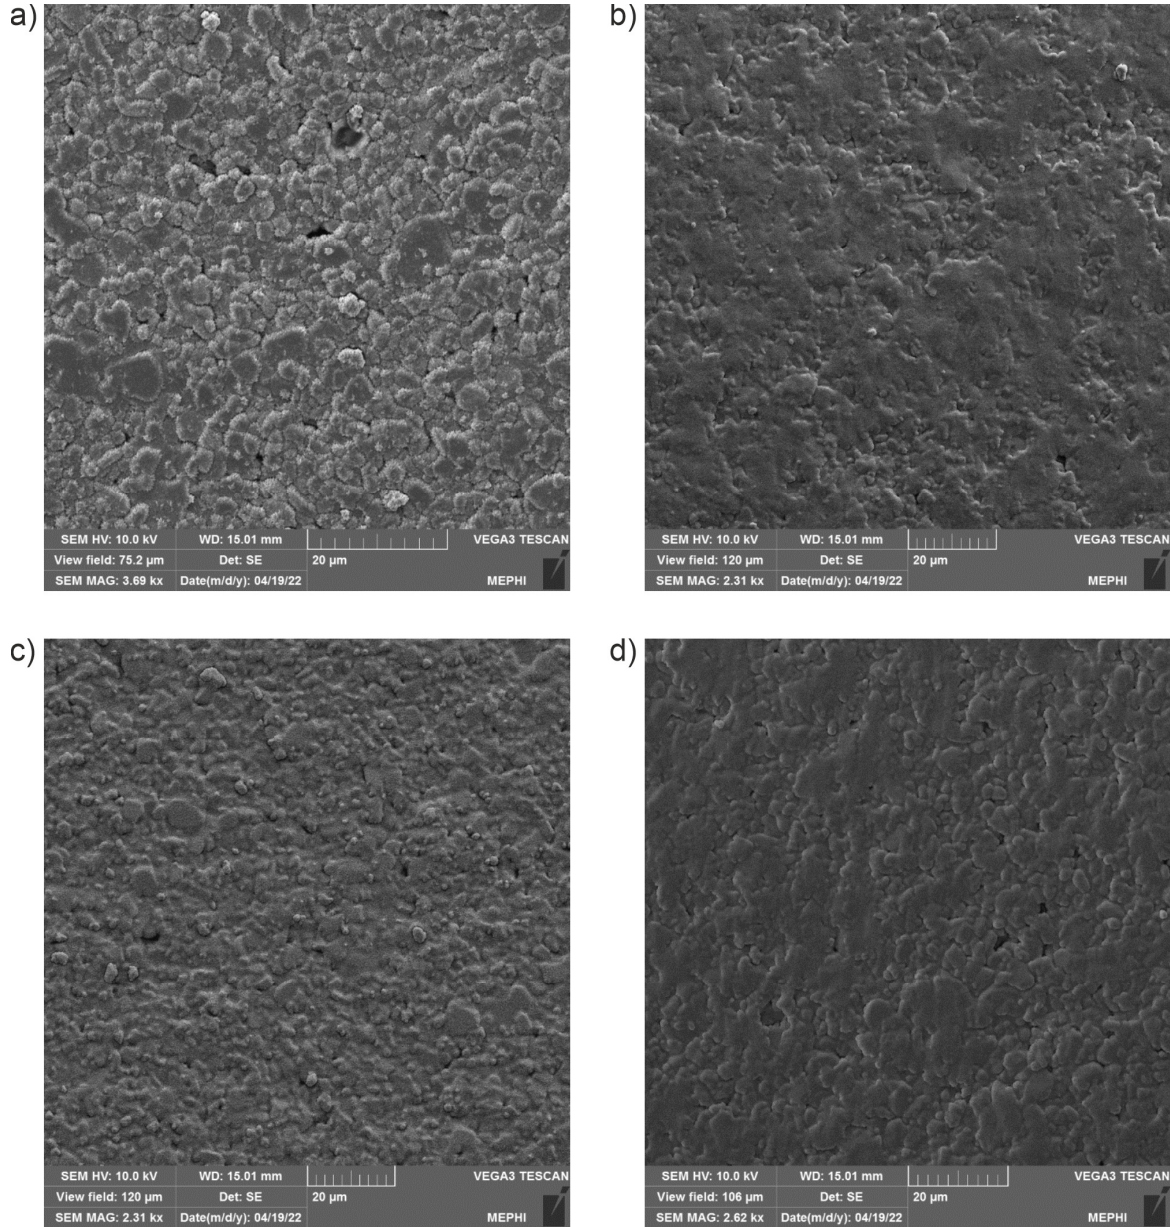 a)
SEM HV: 10.0 kV WD: 15.01 mm VEGA3 TESCAN
View field: 75.2 µm Det: SE 20 µm
SEM MAG: 3.69 kx Date(m/d/y): 04/19/22 MEPHI
b)
SEM HV: 10.0 kV WD: 15.01 mm VEGA3 TESCAN
View field: 120 µm Det: SE 20 µm
SEM MAG: 2.31 kx Date(m/d/y): 04/19/22 MEPHI
c)
SEM HV: 10.0 kV WD: 15.01 mm VEGA3 TESCAN
View field: 120 µm Det: SE 20 µm
SEM MAG: 2.31 kx Date(m/d/y): 04/19/22 MEPHI
d)
SEM HV: 10.0 kV WD: 15.01 mm VEGA3 TESCAN
View field: 106 µm Det: SE 20 µm
SEM MAG: 2.62 kx Date(m/d/y): 04/19/22 MEPHI